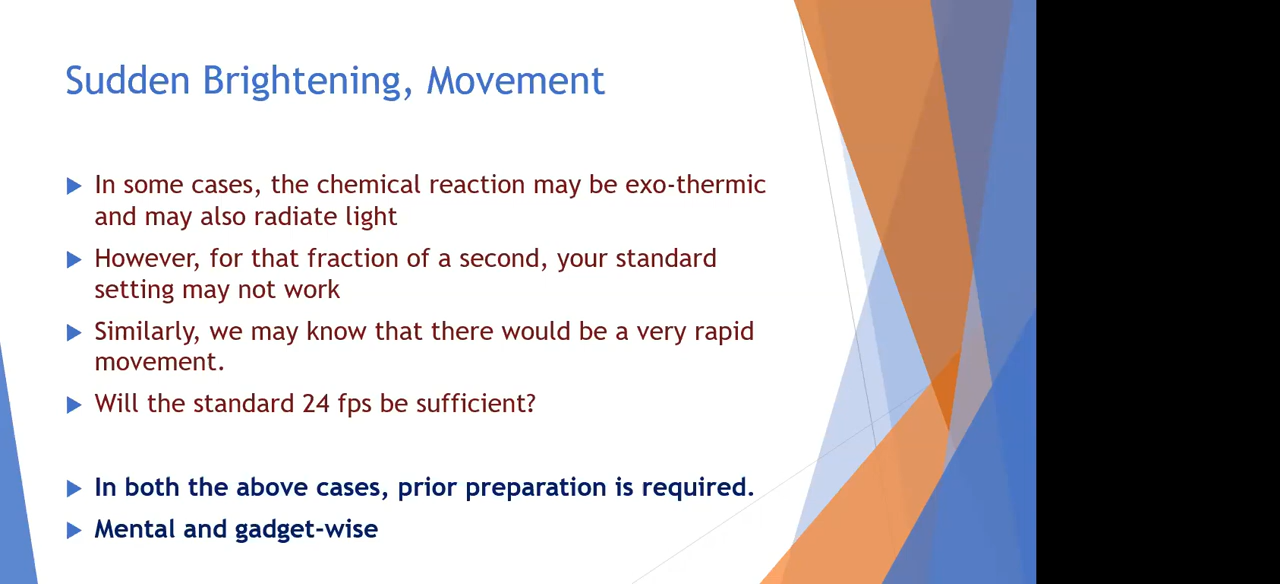 Sudden Brightening, Movement
In some cases, the chemical reaction may be exo-thermic
and may also radiate light
However, for that fraction of a second, your standard
setting may not work
Similarly, we may know that there would be a very rapid
movement.
Will the standard 24 fps be sufficient?
In both the above cases, prior preparation is required.
Mental and gadget-wise